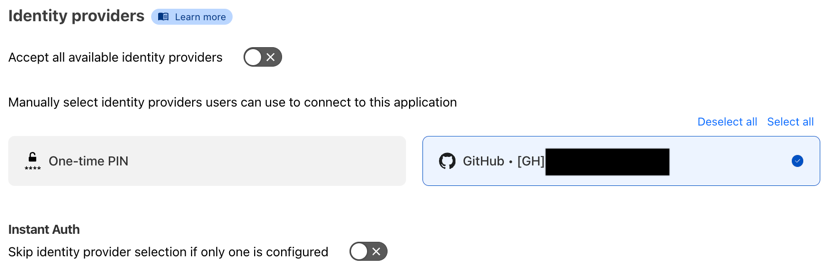 Identity providers Learn more
Accept all available identity providers
Manually select identity providers users can use to connect to this application
Deselect all Select all
One-time PIN
GitHub • [GH]
Instant Auth
Skip identity provider selection if only one is configured